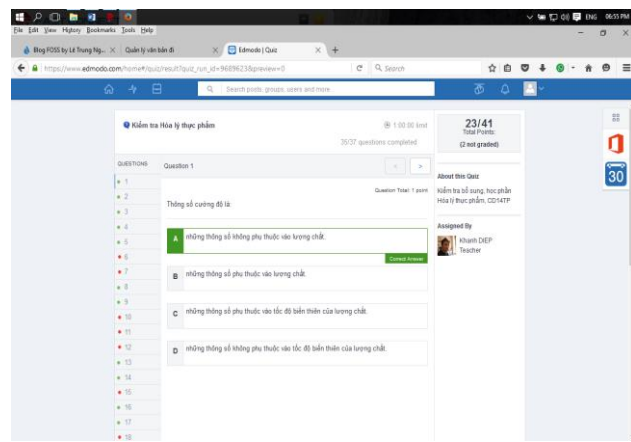 ENG 06:55 PM
File Edit View History Bookmarks Tools Help
Blog FOSS by Lê Trung Ng... Quản lý văn bản đi Edmodo | Quiz
https://www.edmodo.com/home#/quiz/result?quiz_run_id=9689623&preview=0 Search
Search posts, groups, users and more
Kiểm tra Hóa lý thực phẩm 1:00:00 limit
35/37 questions completed
23/41
Total Points
(2 not graded)
QUESTIONS Question 1
Question Total: 1 point
About this Quiz
Kiểm tra bổ sung, học phần
Hóa lý thực phẩm, CD14TP
Assigned By
Khanh DIEP
Teacher
1
2
3
4
5
6
7
8
9
10
11
12
13
14
15
16
17
18
Thông số cường độ là
A những thông số không phụ thuộc vào lượng chất.
Correct Answer
B những thông số phụ thuộc vào lượng chất.
C những thông số phụ thuộc vào tốc độ biến thiên của lượng chất.
D những thông số không phụ thuộc vào tốc độ biến thiên của lượng chất.
30